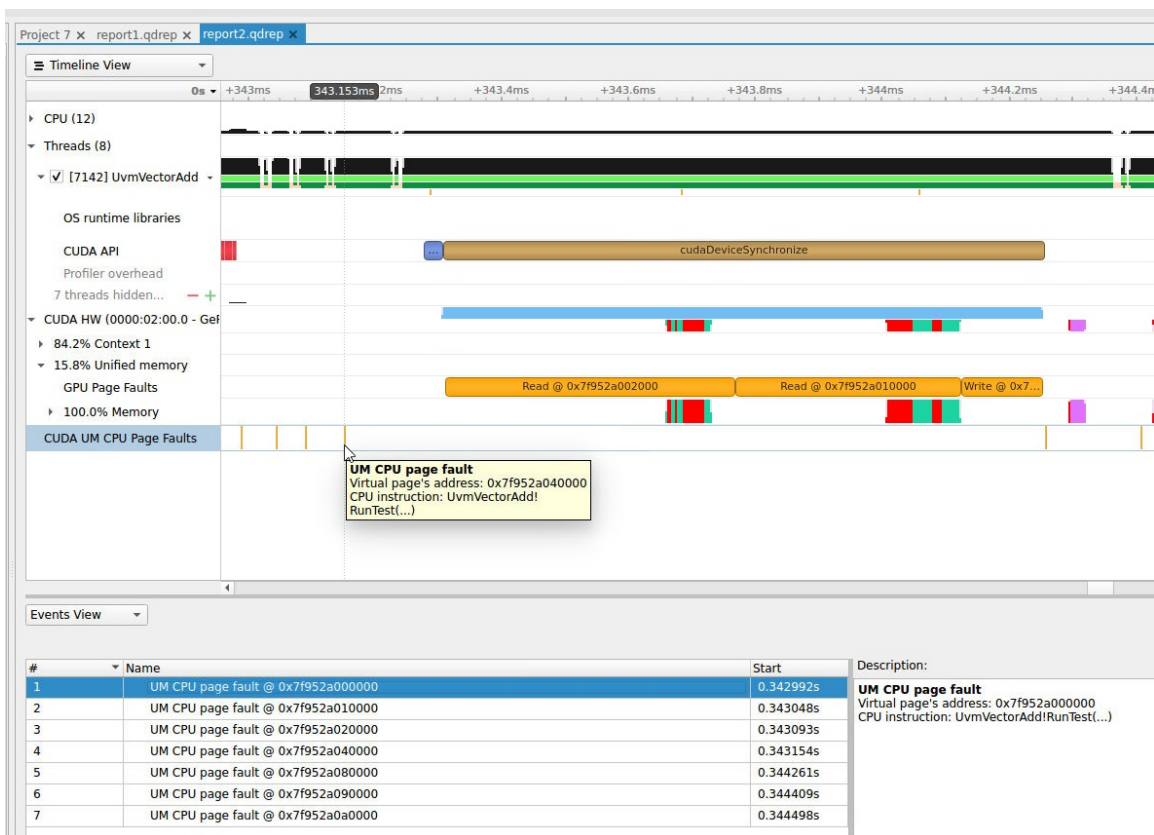 Project 7 × report1.qdrep × report2.qdrep ×
Timeline View
0s +343ms 343.153ms 2ms +343.4ms +343.6ms +343.8ms +344ms +344.2ms +344.4m
CPU (12)
Threads (8)
[7142] UvmVectorAdd
OS runtime libraries
CUDA API ... cudaDeviceSynchronize
Profiler overhead
7 threads hidden... − +
CUDA HW (0000:02:00.0 - GeF
84.2% Context 1
15.8% Unified memory
GPU Page Faults Read @ 0x7f952a002000 Read @ 0x7f952a010000 Write @ 0x7...
100.0% Memory
CUDA UM CPU Page Faults
UM CPU page fault
Virtual page's address: 0x7f952a040000
CPU instruction: UvmVectorAdd!
RunTest(...)
Events View
# Name Start
1 UM CPU page fault @ 0x7f952a000000 0.342992s
2 UM CPU page fault @ 0x7f952a010000 0.343048s
3 UM CPU page fault @ 0x7f952a020000 0.343093s
4 UM CPU page fault @ 0x7f952a040000 0.343154s
5 UM CPU page fault @ 0x7f952a080000 0.344261s
6 UM CPU page fault @ 0x7f952a090000 0.344409s
7 UM CPU page fault @ 0x7f952a0a0000 0.344498s
Description:
UM CPU page fault
Virtual page's address: 0x7f952a000000
CPU instruction: UvmVectorAdd!RunTest(...)